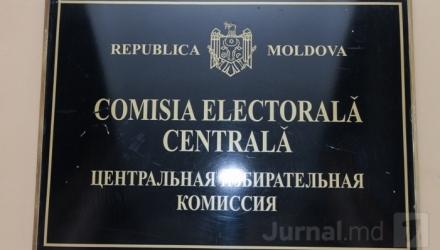 REPUBLICA MOLDOVA
COMISIA ELECTORALĂ
CENTRALĂ
ЦЕНТРАЛЬНАЯ ИЗБИРАТЕЛЬНАЯ
КОМИССИЯ
Jurnal.md